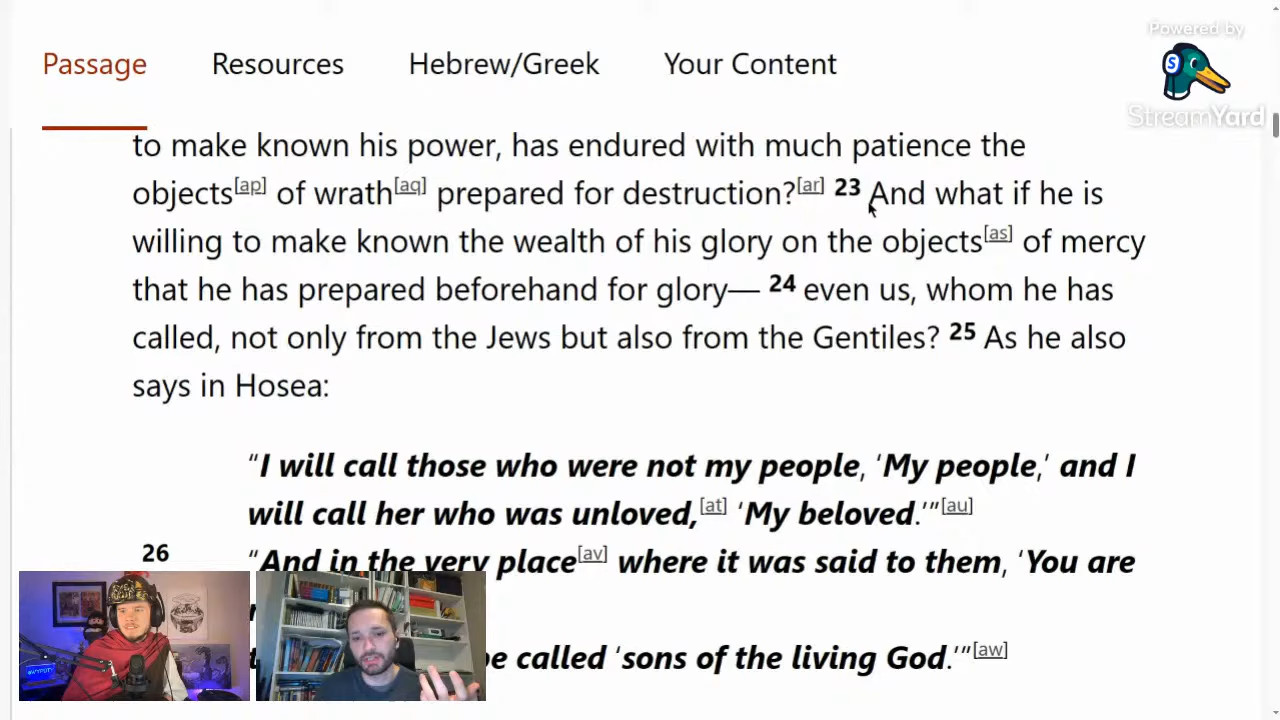 Powered by
StreamYard
Passage Resources Hebrew/Greek Your Content
to make known his power, has endured with much patience the
objects[ap] of wrath[aq] prepared for destruction?[ar] 23 And what if he is
willing to make known the wealth of his glory on the objects[as] of mercy
that he has prepared beforehand for glory— 24 even us, whom he has
called, not only from the Jews but also from the Gentiles? 25 As he also
says in Hosea:
“I will call those who were not my people, ‘My people,’ and I
will call her who was unloved,[at] ‘My beloved.’”[au]
26 “And in the very place[av] where it was said to them, ‘You are
be called ‘sons of the living God.’”[aw]